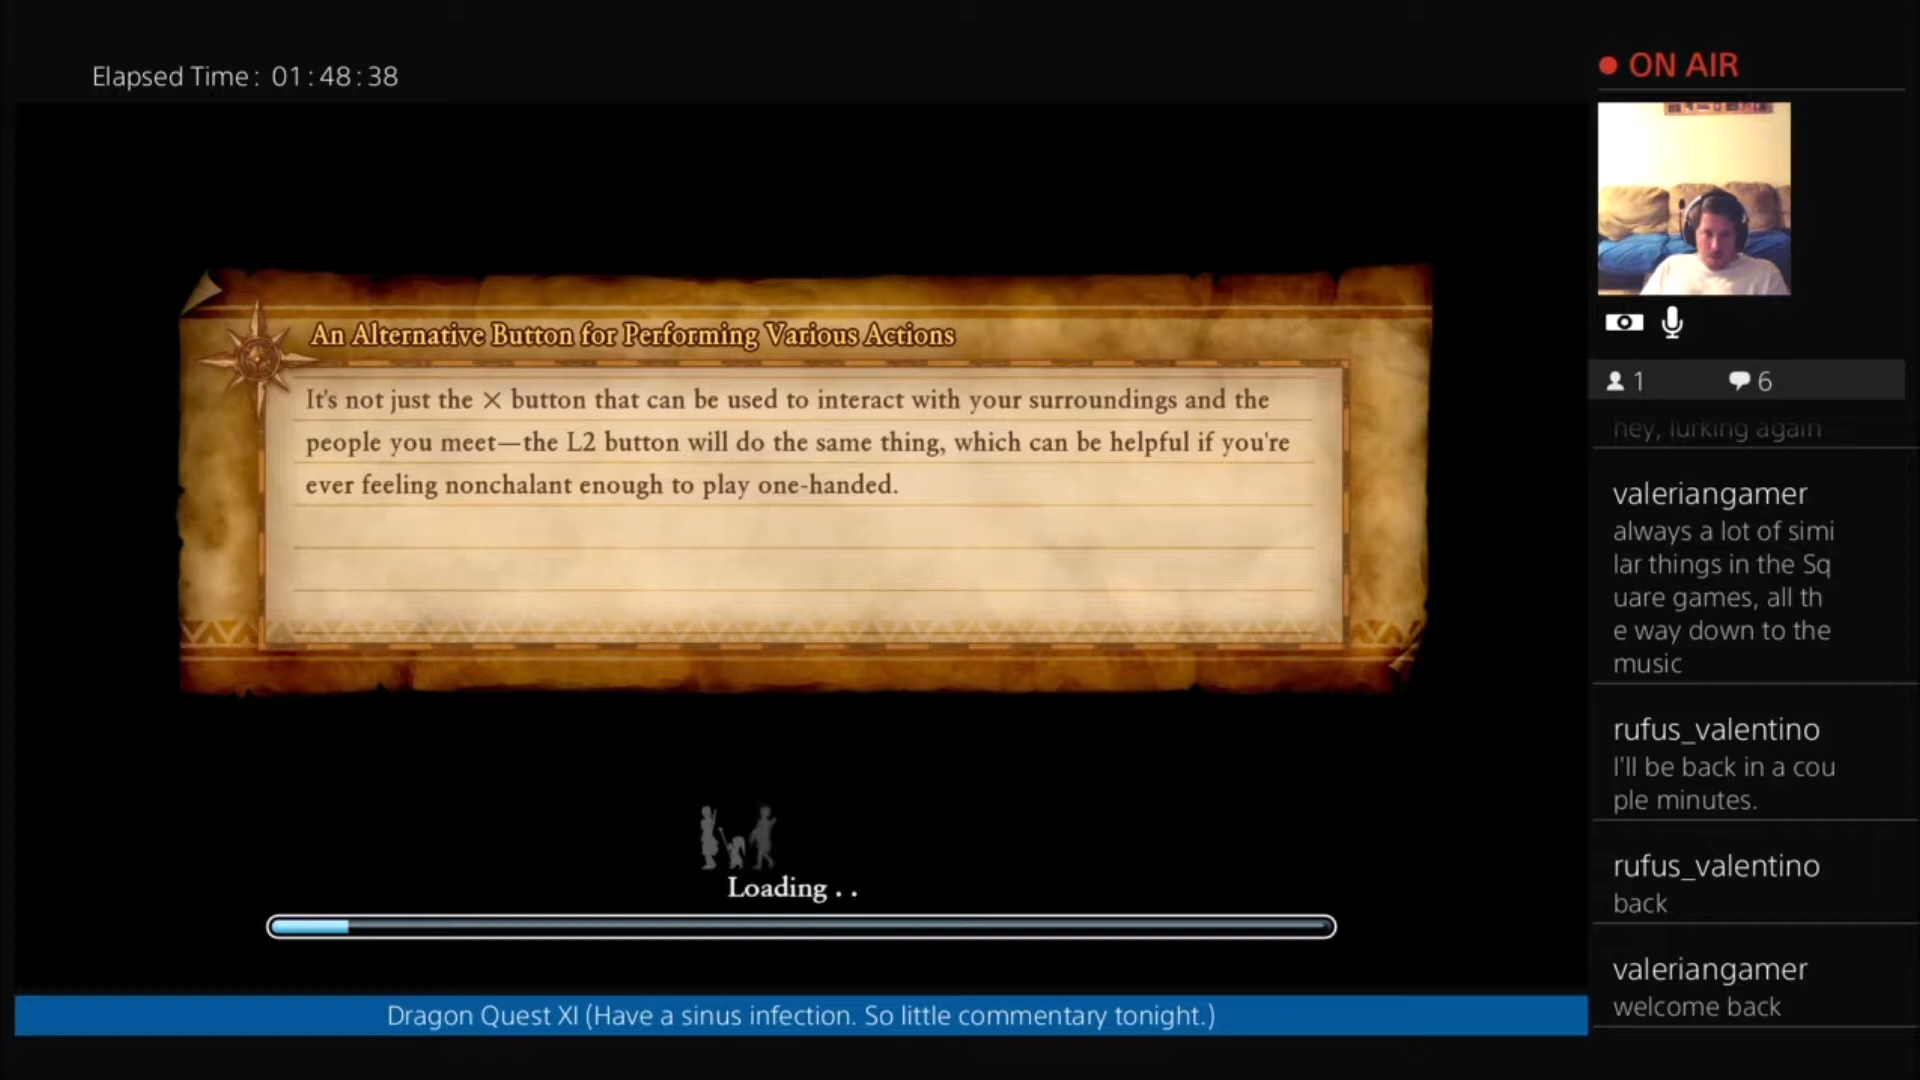 Elapsed Time: 01:48:38
ON AIR
An Alternative Button for Performing Various Actions
It's not just the × button that can be used to interact with your surroundings and the
people you meet—the L2 button will do the same thing, which can be helpful if you're
ever feeling nonchalant enough to play one-handed.
Loading . .
Dragon Quest XI (Have a sinus infection. So little commentary tonight.)
1
6
hey, lurking again
valeriangamer
always a lot of simi
lar things in the Sq
uare games, all th
e way down to the
music
rufus_valentino
I'll be back in a cou
ple minutes.
rufus_valentino
back
valeriangamer
welcome back